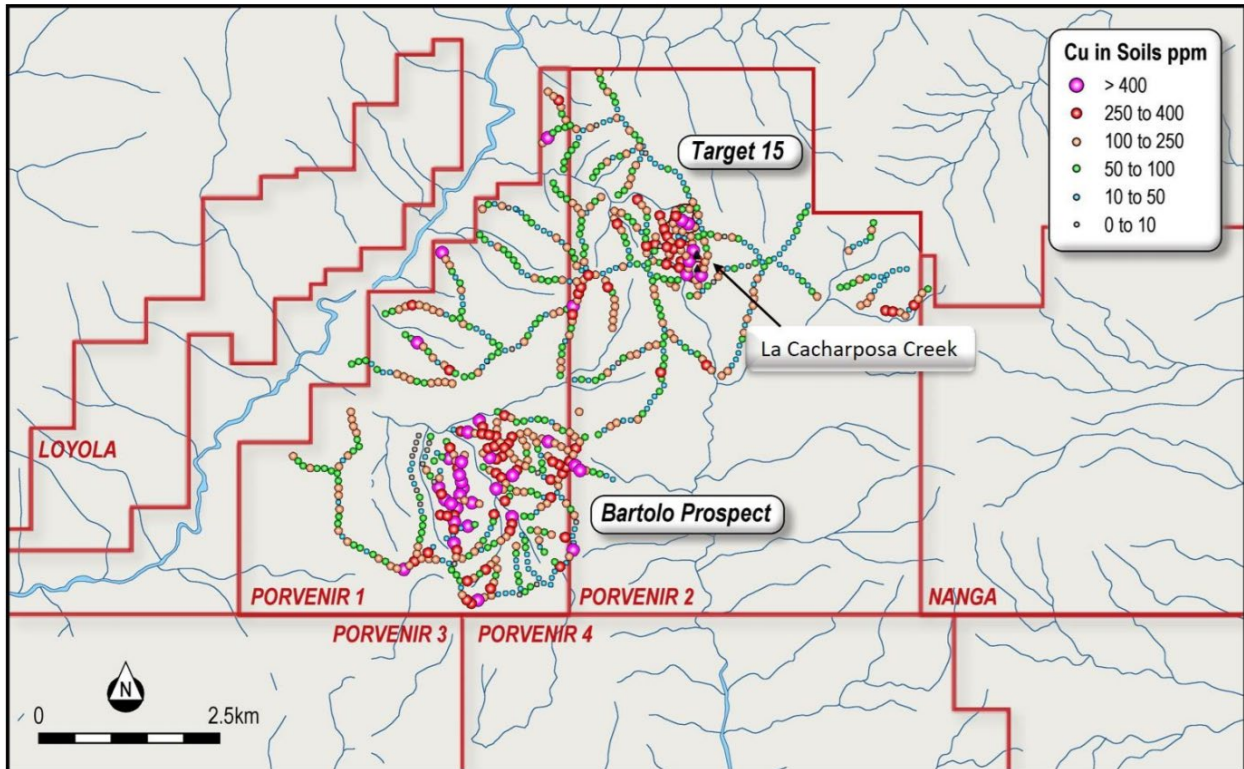 Cu in Soils ppm
> 400
250 to 400
100 to 250
50 to 100
10 to 50
0 to 10
Target 15
La Cacharposa Creek
LOYOLA
Bartolo Prospect
PORVENIR 1
PORVENIR 2
NANGA
PORVENIR 3
PORVENIR 4
N
0
2.5km